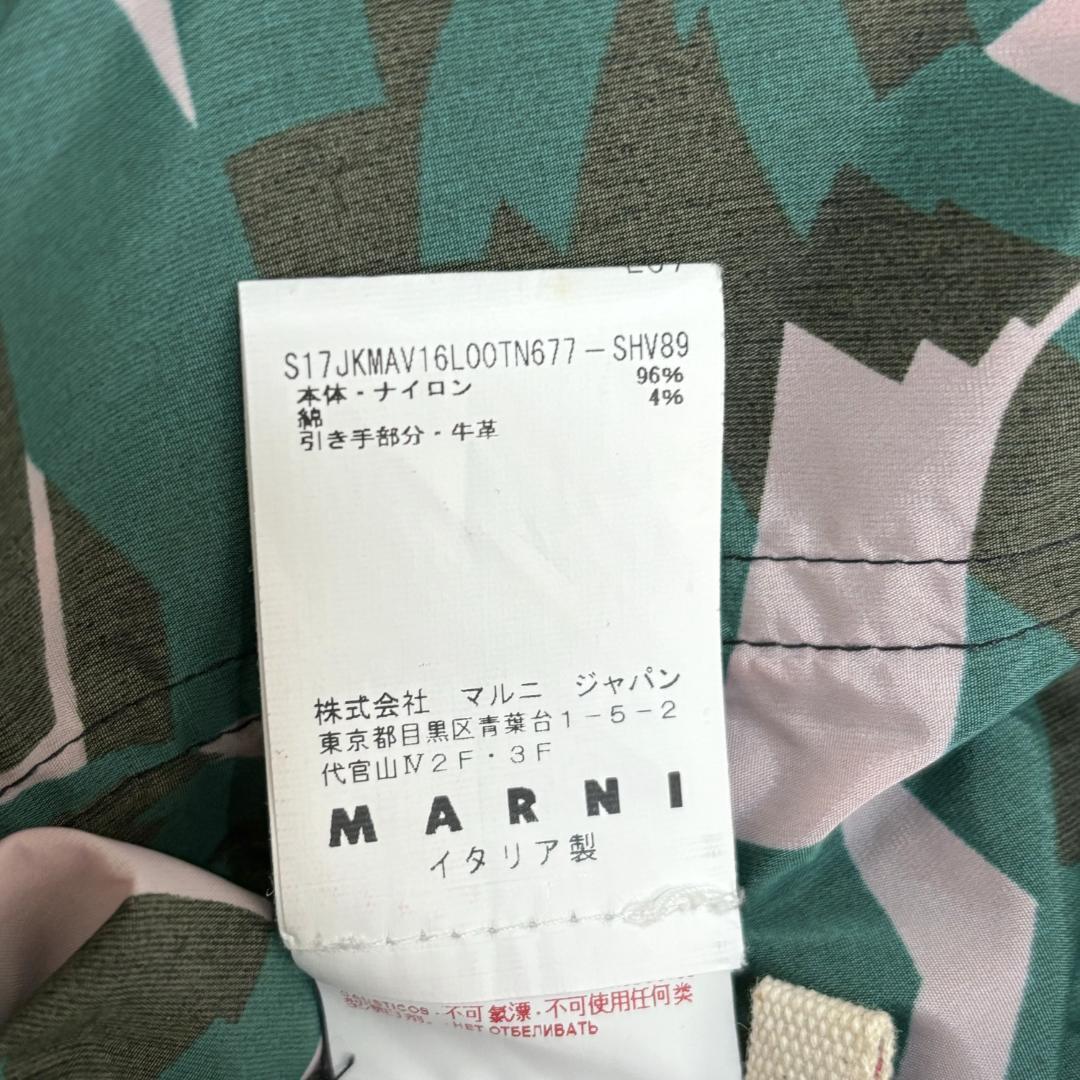 S17JKMAV16L00TN677-SHV89
本体・ナイロン 96%
綿 4%
引き手部分・牛革
株式会社 マルニ ジャパン
東京都目黒区青葉台1-5-2
代官山Ⅳ2F・3F
MARNI
イタリア製
不可氯漂.不可使用任何类
НЕ ОТБЕЛИВАТЬ